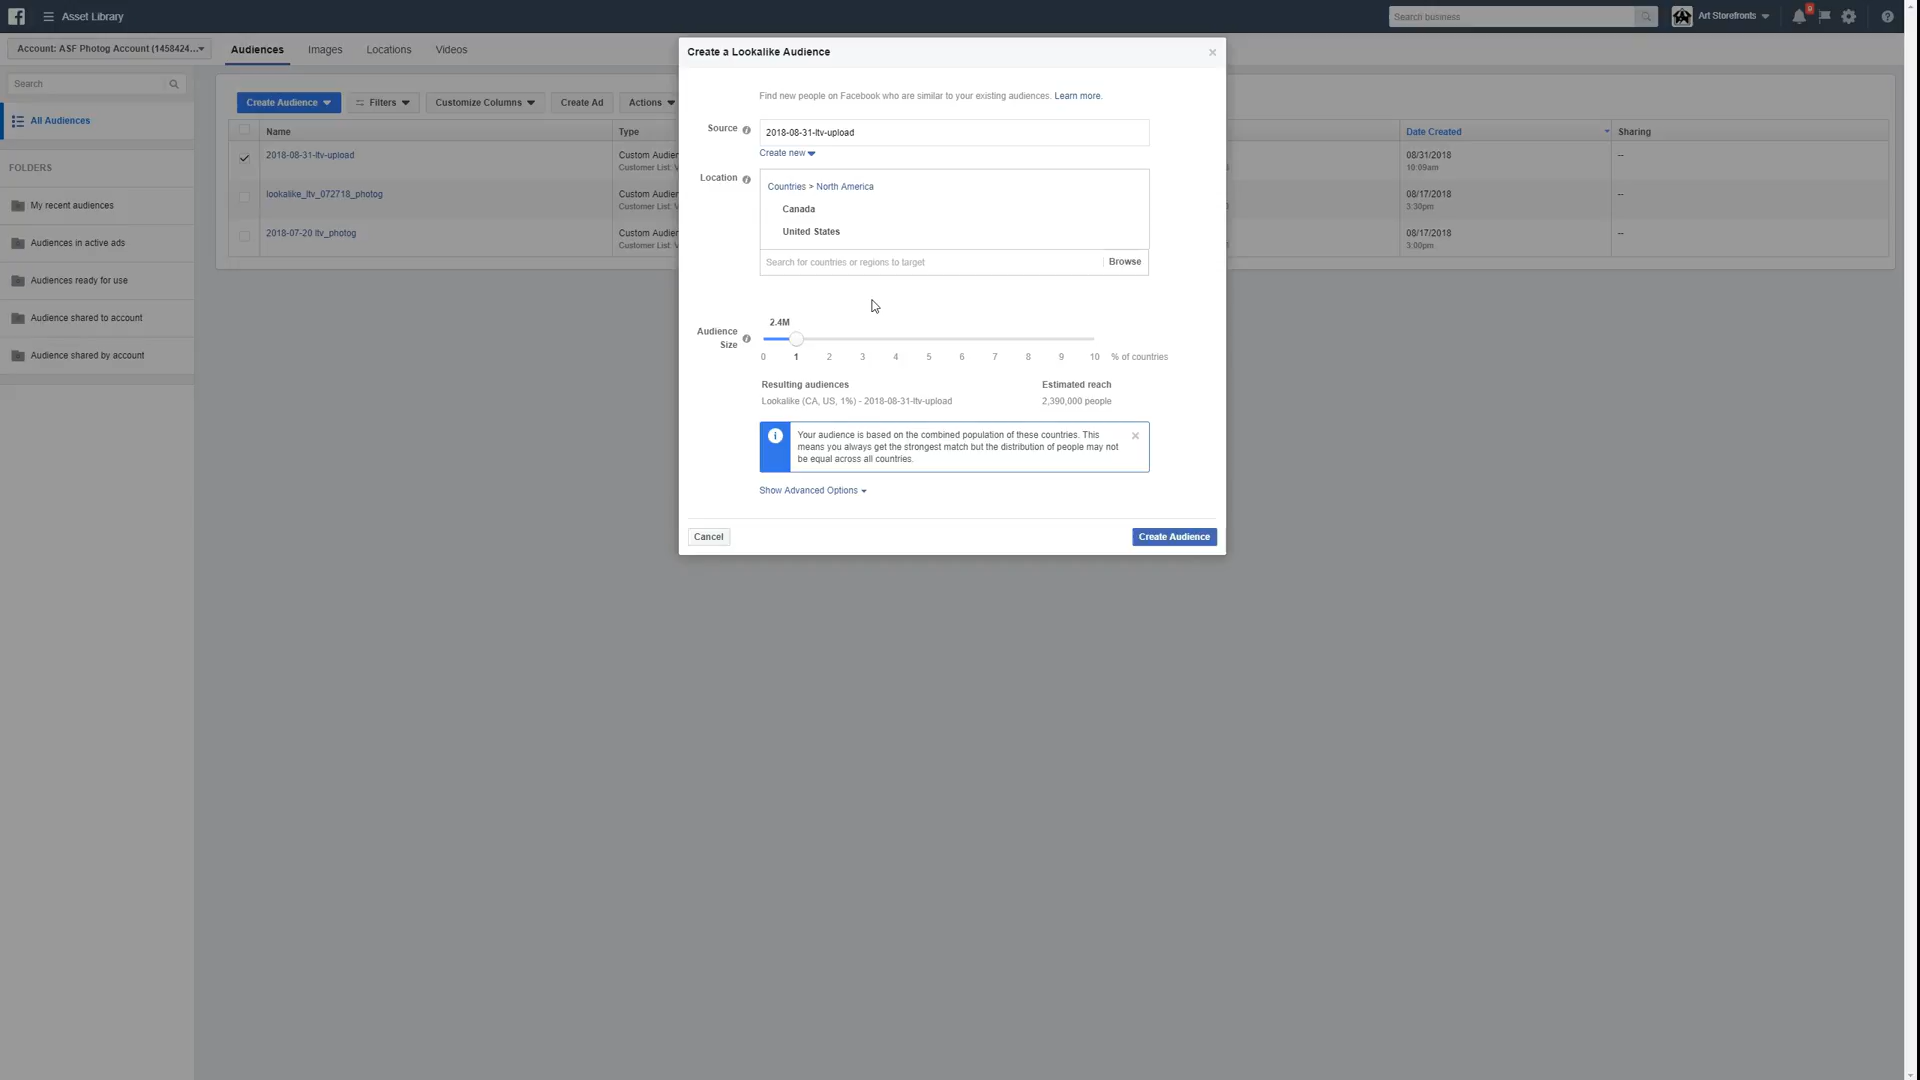 Asset Library
Search business
Art Storefronts
Account: ASF Photog Account (1458424...
Audiences
Images
Locations
Videos
Search
All Audiences
FOLDERS
My recent audiences
Audiences in active ads
Audiences ready for use
Audience shared to account
Audience shared by account
Create Audience
Filters
Customize Columns
Create Ad
Actions
Name
Type
Date Created
Sharing
2018-08-31-ltv-upload
Custom Audien
Customer List: V
08/31/2018
10:09am
--
lookalike_ltv_072718_photog
Custom Audien
Customer List: V
08/17/2018
3:30pm
--
2018-07-20 ltv_photog
Custom Audien
Customer List: V
08/17/2018
3:00pm
--
Create a Lookalike Audience
Find new people on Facebook who are similar to your existing audiences. Learn more.
Source
2018-08-31-ltv-upload
Create new
Location
Countries > North America
Canada
United States
Search for countries or regions to target
Browse
2.4M
Audience
Size
0 1 2 3 4 5 6 7 8 9 10 % of countries
Resulting audiences
Estimated reach
Lookalike (CA, US, 1%) - 2018-08-31-ltv-upload
2,390,000 people
Your audience is based on the combined population of these countries. This
means you always get the strongest match but the distribution of people may not
be equal across all countries.
Show Advanced Options
Cancel
Create Audience